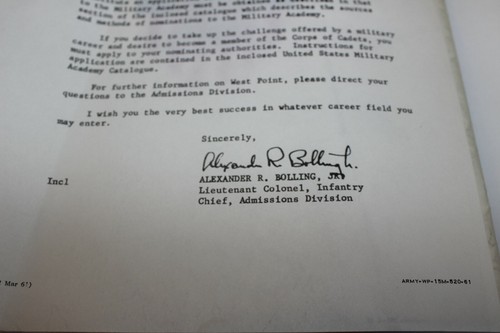 to the Military Academy must be obtained as described in that
section of the inclosed catalogue which describes the sources
and methods of nominations to the Military Academy.
If you decide to take up the challenge offered by a military
career and desire to become a member of the Corps of Cadets, you
must apply to your nominating authorities. Instructions for
application are contained in the inclosed United States Military
Academy Catalogue.
For further information on West Point, please direct your
questions to the Admissions Division.
I wish you the very best success in whatever career field you
may enter.
Sincerely,
Alexander R. Bolling Jr.
Incl
ALEXANDER R. BOLLING, JR.
Lieutenant Colonel, Infantry
Chief, Admissions Division
Mar 61)
ARMY-WP-15M-520-61